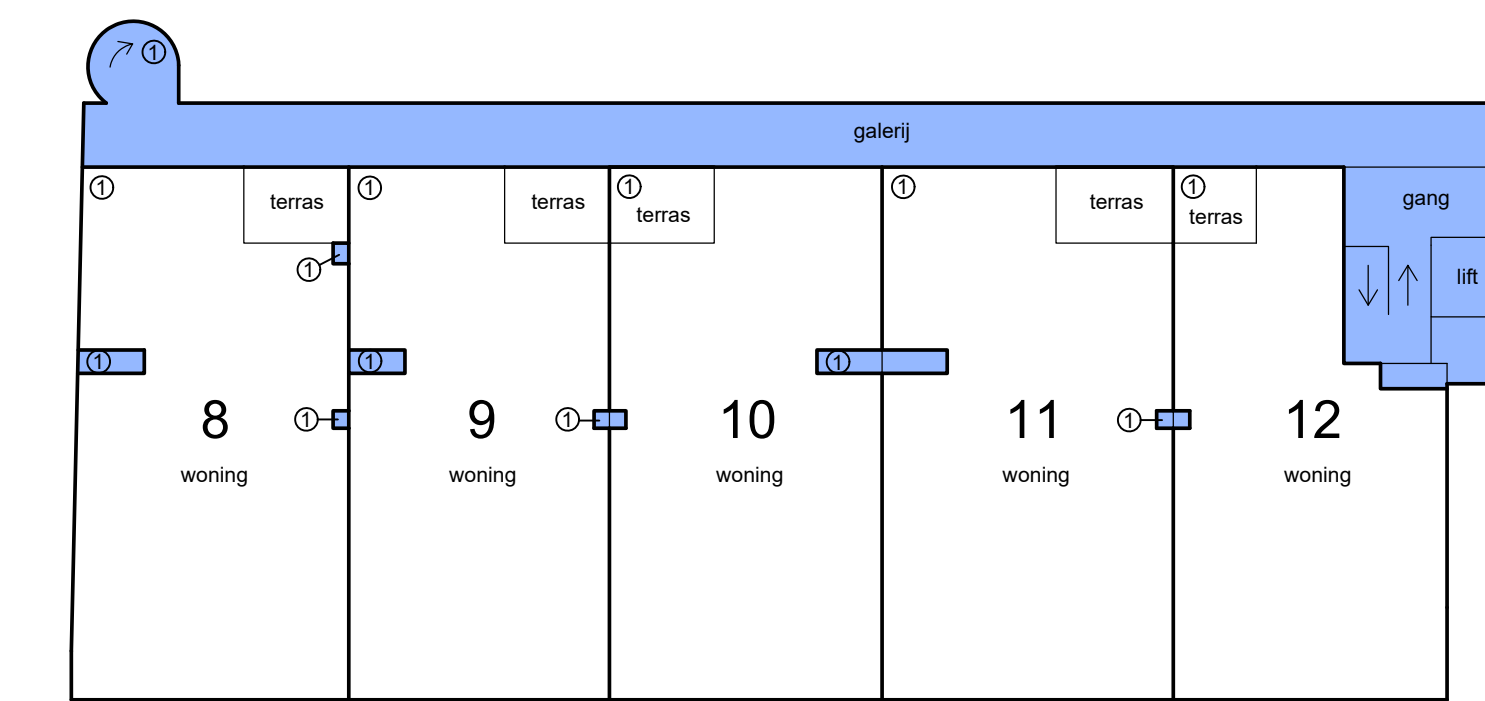 ①
galerij
① terras ① terras ① terras ① terras ① terras
gang
①
lift
① ① ①
8 9 10 11 12
① ① ①
woning woning woning woning woning